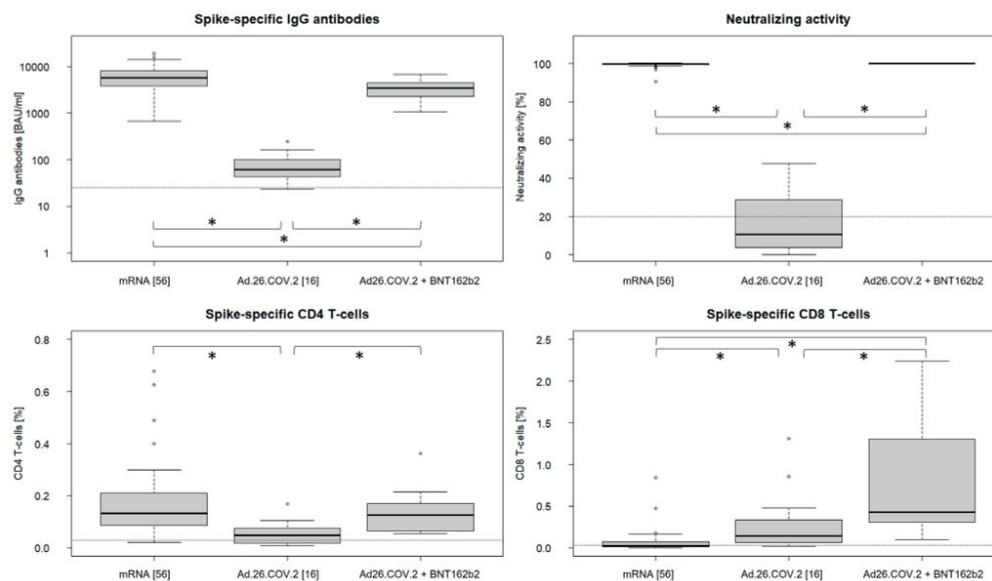 Spike-specific IgG antibodies
IgG antibodies [BAU/ml]
10000
1000
100
10
1
*
*
*
mRNA [56]
Ad.26.COV.2 [16]
Ad26.COV.2 + BNT162b2
Neutralizing activity
Neutralizing activity [%]
100
80
60
40
20
0
*
*
*
mRNA [56]
Ad.26.COV.2 [16]
Ad26.COV.2 + BNT162b2
Spike-specific CD4 T-cells
CD4 T-cells [%]
0.8
0.6
0.4
0.2
0.0
*
*
mRNA [56]
Ad.26.COV.2 [16]
Ad26.COV.2 + BNT162b2
Spike-specific CD8 T-cells
CD8 T-cells [%]
2.5
2.0
1.5
1.0
0.5
0.0
*
*
*
mRNA [56]
Ad.26.COV.2 [16]
Ad26.COV.2 + BNT162b2